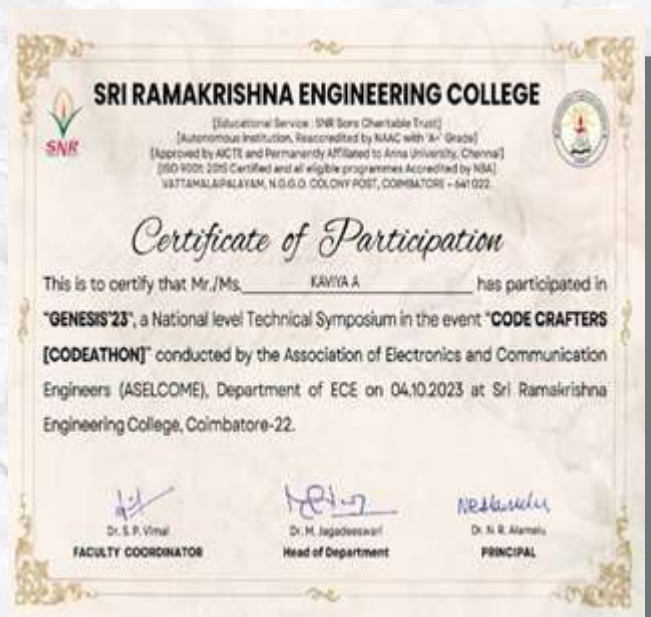 SRI RAMAKRISHNA ENGINEERING COLLEGE
[Educational Service : SNR Sons Charitable Trust]
[Autonomous Institution, Reaccredited by NAAC with 'A+' Grade]
[Approved by AICTE and Permanently Affiliated to Anna University, Chennai]
[ISO 9001: 2015 Certified and all eligible programmes Accredited by NBA]
VATTAMALAIPALAYAM, N.G.G.O. COLONY POST, COIMBATORE – 641 022.
SNR
Certificate of Participation
This is to certify that Mr./Ms. KAVIYA A has participated in
"GENESIS'23", a National level Technical Symposium in the event "CODE CRAFTERS
[CODEATHON]" conducted by the Association of Electronics and Communication
Engineers (ASELCOME), Department of ECE on 04.10.2023 at Sri Ramakrishna
Engineering College, Coimbatore-22.
Dr. S. P. Vimal
FACULTY COORDINATOR
Dr. M. Jagadeeswari
Head of Department
Dr. N. R. Alamelu
PRINCIPAL